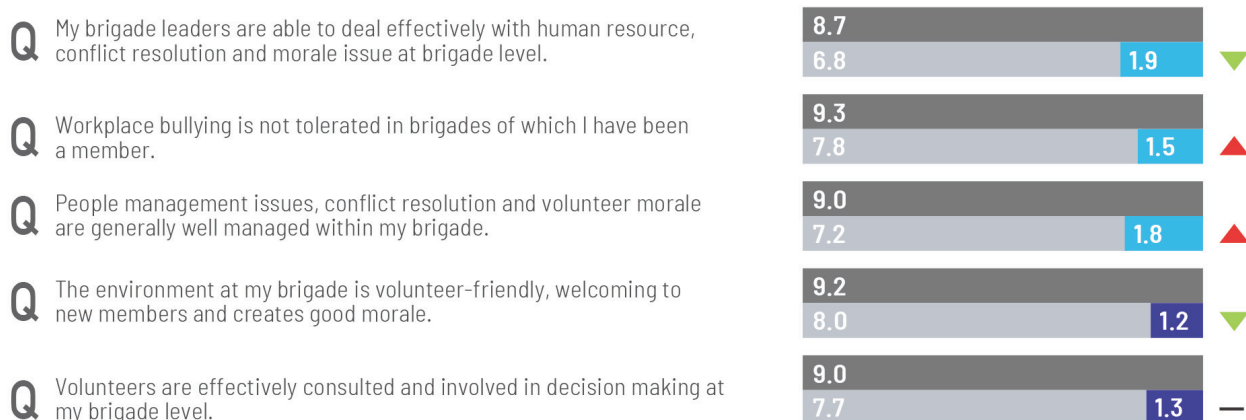 Q
My brigade leaders are able to deal effectively with human resource,
conflict resolution and morale issue at brigade level.
8.7
6.8
1.9
Q
Workplace bullying is not tolerated in brigades of which I have been
a member.
9.3
7.8
1.5
Q
People management issues, conflict resolution and volunteer morale
are generally well managed within my brigade.
9.0
7.2
1.8
Q
The environment at my brigade is volunteer-friendly, welcoming to
new members and creates good morale.
9.2
8.0
1.2
Q
Volunteers are effectively consulted and involved in decision making at
my brigade level.
9.0
7.7
1.3